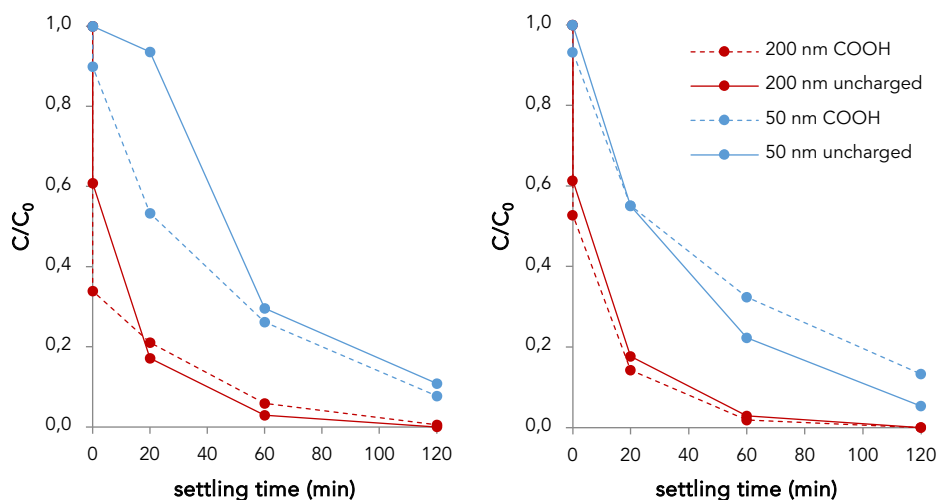 1,0
0,8
0,6
0,4
0,2
0,0
C/C0
0 20 40 60 80 100 120
settling time (min)
1,0
0,8
0,6
0,4
0,2
0,0
C/C0
0 20 40 60 80 100 120
settling time (min)
200 nm COOH
200 nm uncharged
50 nm COOH
50 nm uncharged